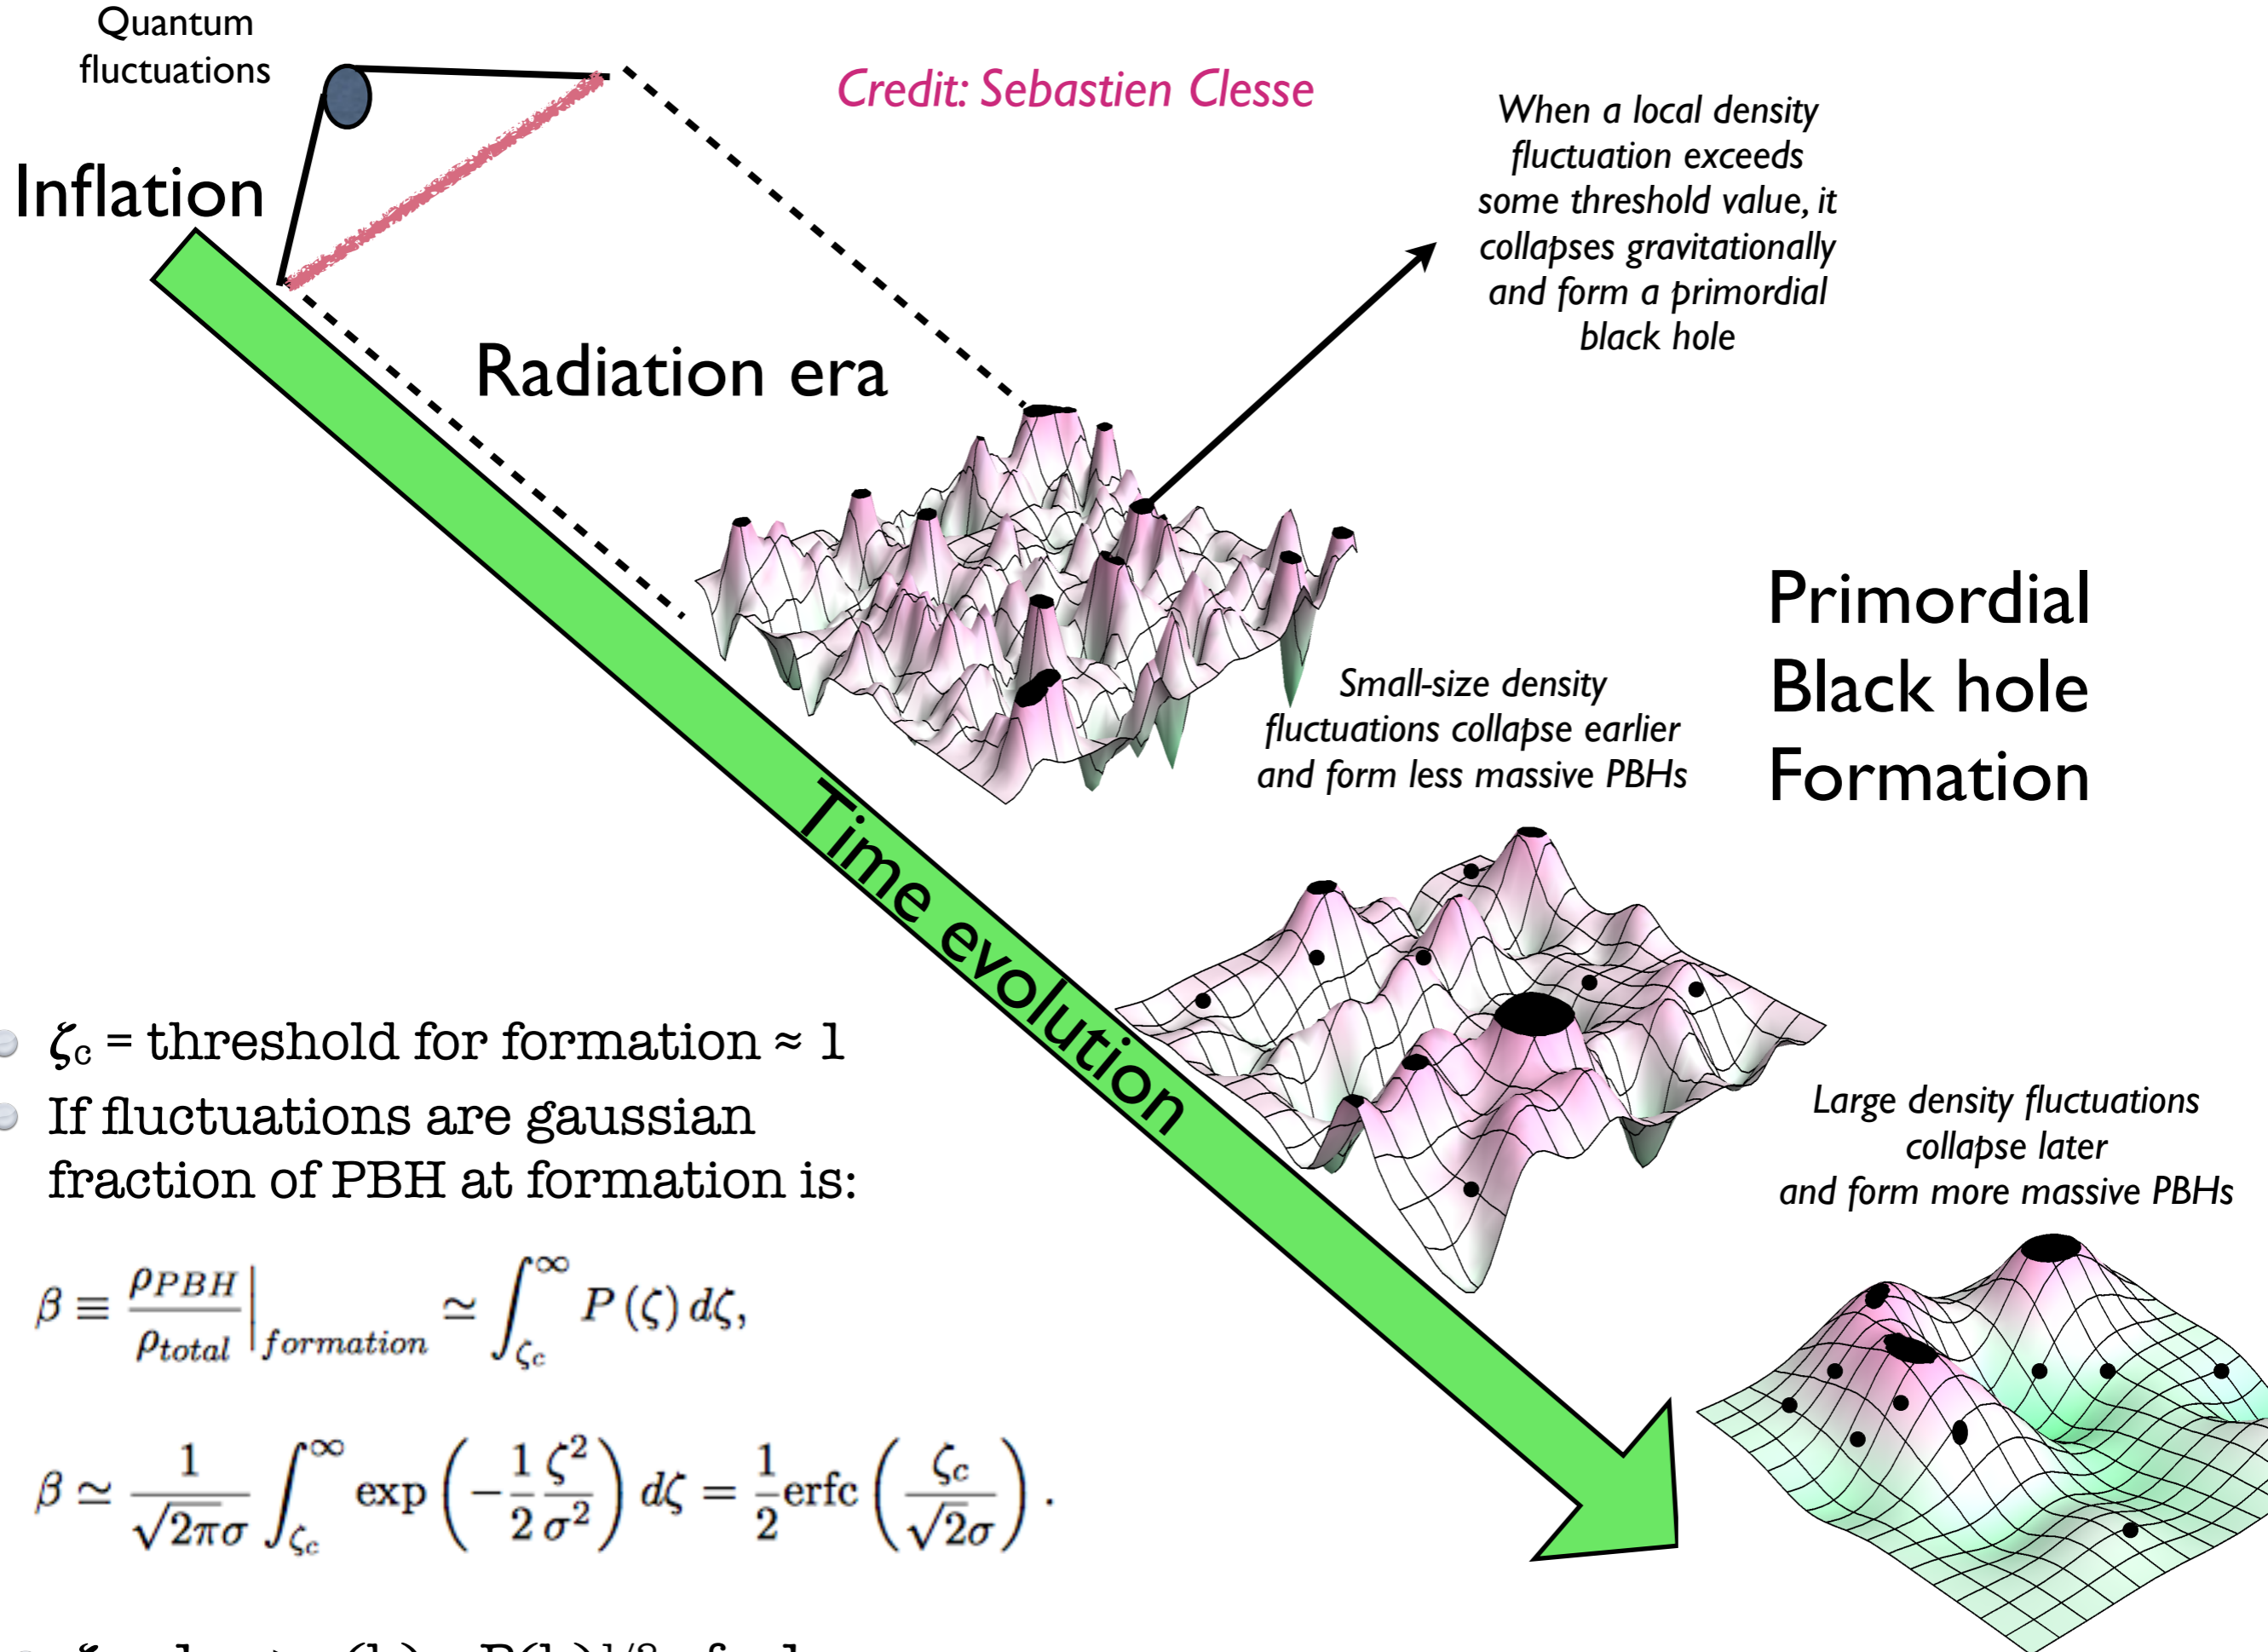 Quantum
fluctuations
Credit: Sebastien Clesse
Inflation
When a local density
fluctuation exceeds
some threshold value, it
collapses gravitationally
and form a primordial
black hole
Radiation era
Primordial
Black hole
Formation
Small-size density
fluctuations collapse earlier
and form less massive PBHs
Time evolution
ζc = threshold for formation ≈ 1
If fluctuations are gaussian
fraction of PBH at formation is:
Large density fluctuations
collapse later
and form more massive PBHs
β ≡ ρPBH/ρtotal |formation ≃ ∫ζc^∞ P (ζ) dζ,
β ≃ 1/(√2πσ) ∫ζc^∞ exp (−1/2 ζ²/σ²) dζ = 1/2 erfc (ζc/(√2σ)) .